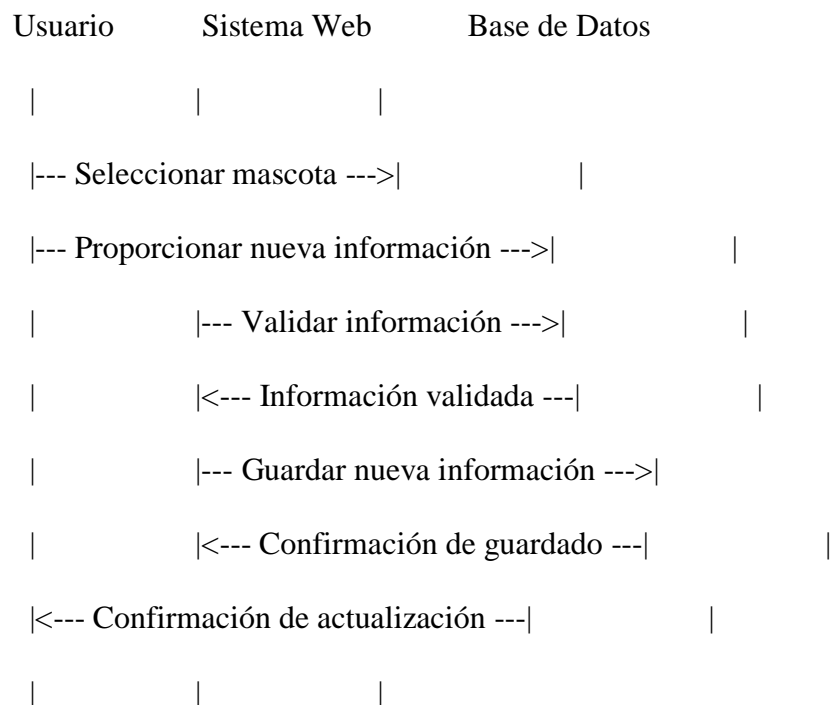 Usuario Sistema Web Base de Datos
| | |
|--- Seleccionar mascota --->| |
|--- Proporcionar nueva información --->| |
| |--- Validar información --->| |
| |<--- Información validada ---| |
| |--- Guardar nueva información --->|
| |<--- Confirmación de guardado ---| |
|<--- Confirmación de actualización ---| |
| | |